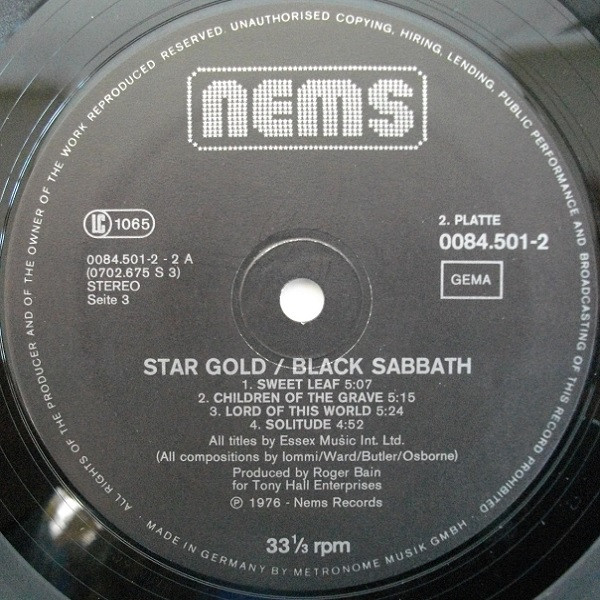 ALL RIGHTS OF THE PRODUCER AND OF THE OWNER OF THE WORK REPRODUCED RESERVED. UNAUTHORISED COPYING, HIRING, LENDING, PUBLIC PERFORMANCE AND BROADCASTING OF THIS RECORD PROHIBITED
nems
LC 1065
2. PLATTE
0084.501-2
0084.501-2 - 2 A
(0702.675 S 3)
STEREO
Seite 3
GEMA
STAR GOLD / BLACK SABBATH
1. SWEET LEAF 5:07
2. CHILDREN OF THE GRAVE 5:15
3. LORD OF THIS WORLD 5:24
4. SOLITUDE 4:52
All titles by Essex Music Int. Ltd.
(All compositions by Iommi/Ward/Butler/Osborne)
Produced by Roger Bain
for Tony Hall Enterprises
℗ 1976 - Nems Records
33⅓ rpm
MADE IN GERMANY BY METRONOME MUSIK GMBH